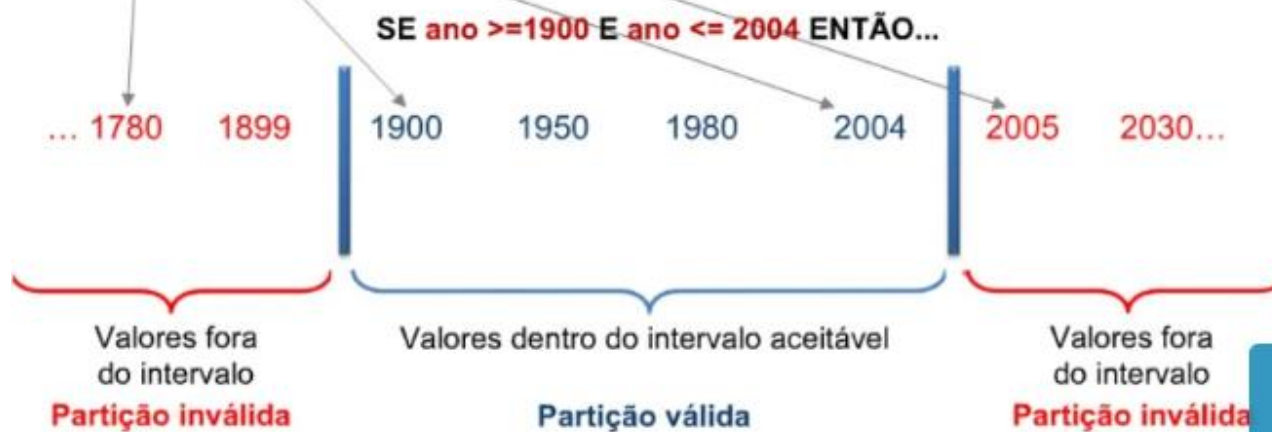 SE ano >=1900 E ano <= 2004 ENTÃO...
... 1780 1899 1900 1950 1980 2004 2005 2030...
Valores fora
do intervalo
Partição inválida
Valores dentro do intervalo aceitável
Partição válida
Valores fora
do intervalo
Partição inválida